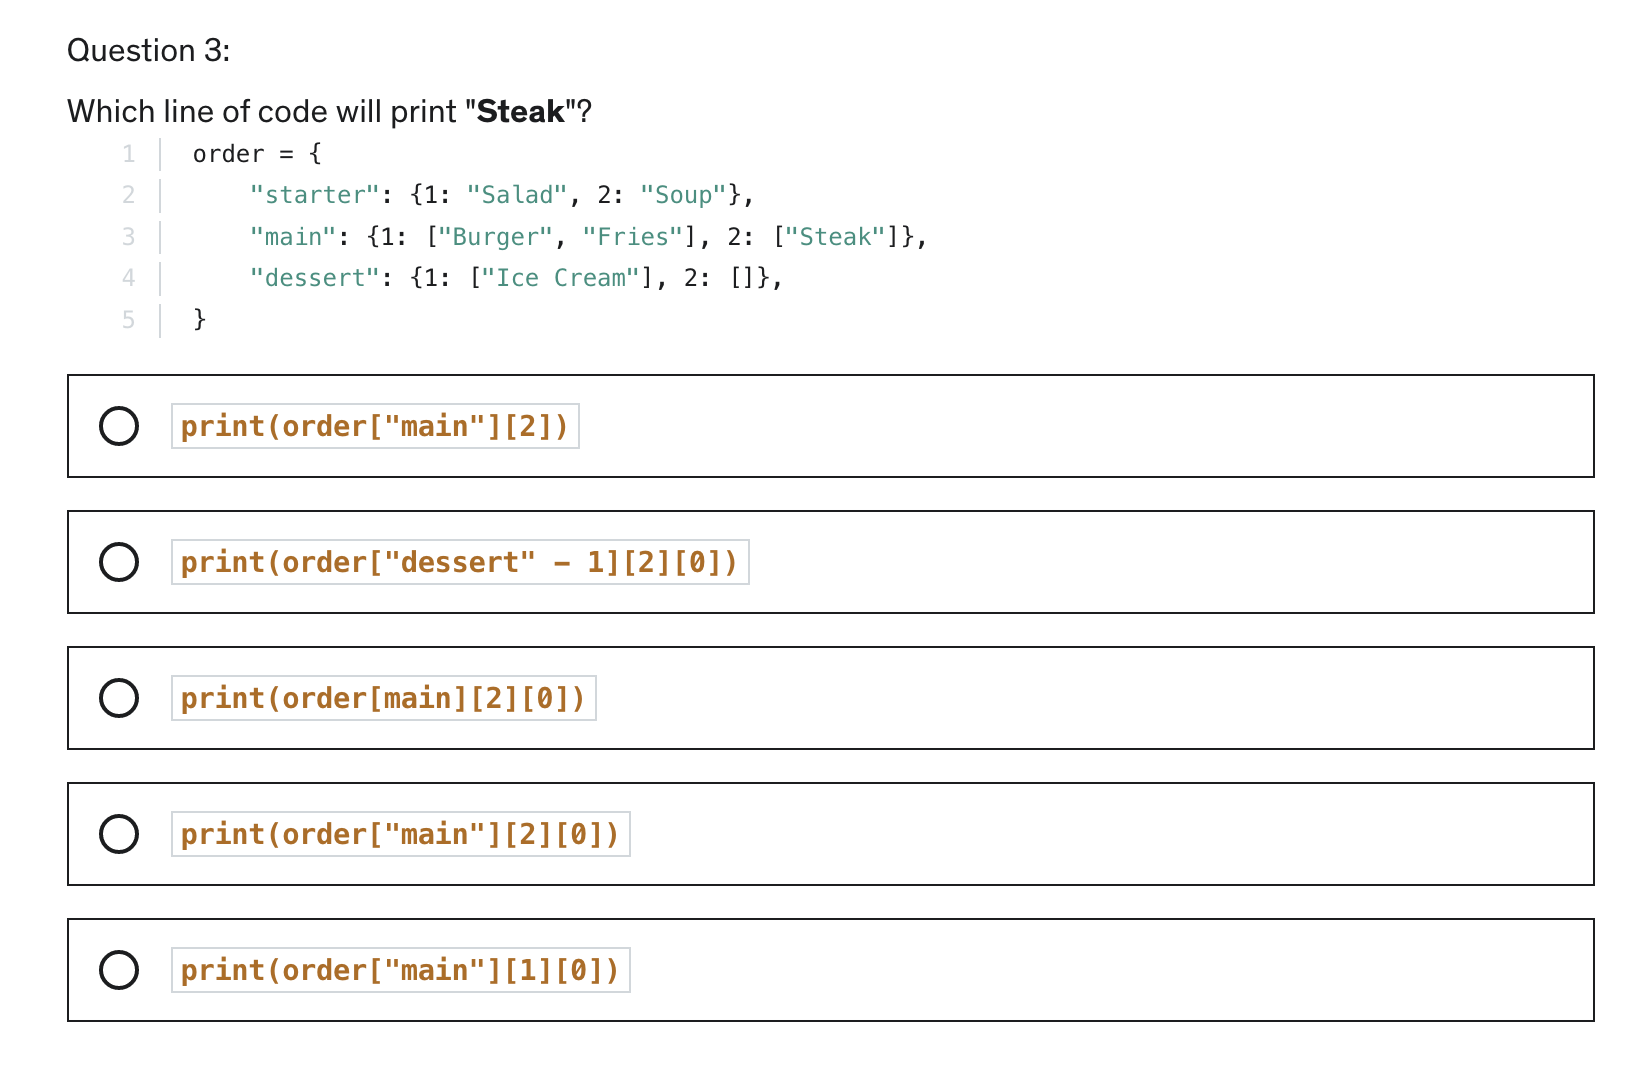 Question 3:
Which line of code will print "Steak"?
1 order = {
2     "starter": {1: "Salad", 2: "Soup"},
3     "main": {1: ["Burger", "Fries"], 2: ["Steak"]},
4     "dessert": {1: ["Ice Cream"], 2: []},
5 }
print(order["main"][2])
print(order["dessert" - 1][2][0])
print(order[main][2][0])
print(order["main"][2][0])
print(order["main"][1][0])